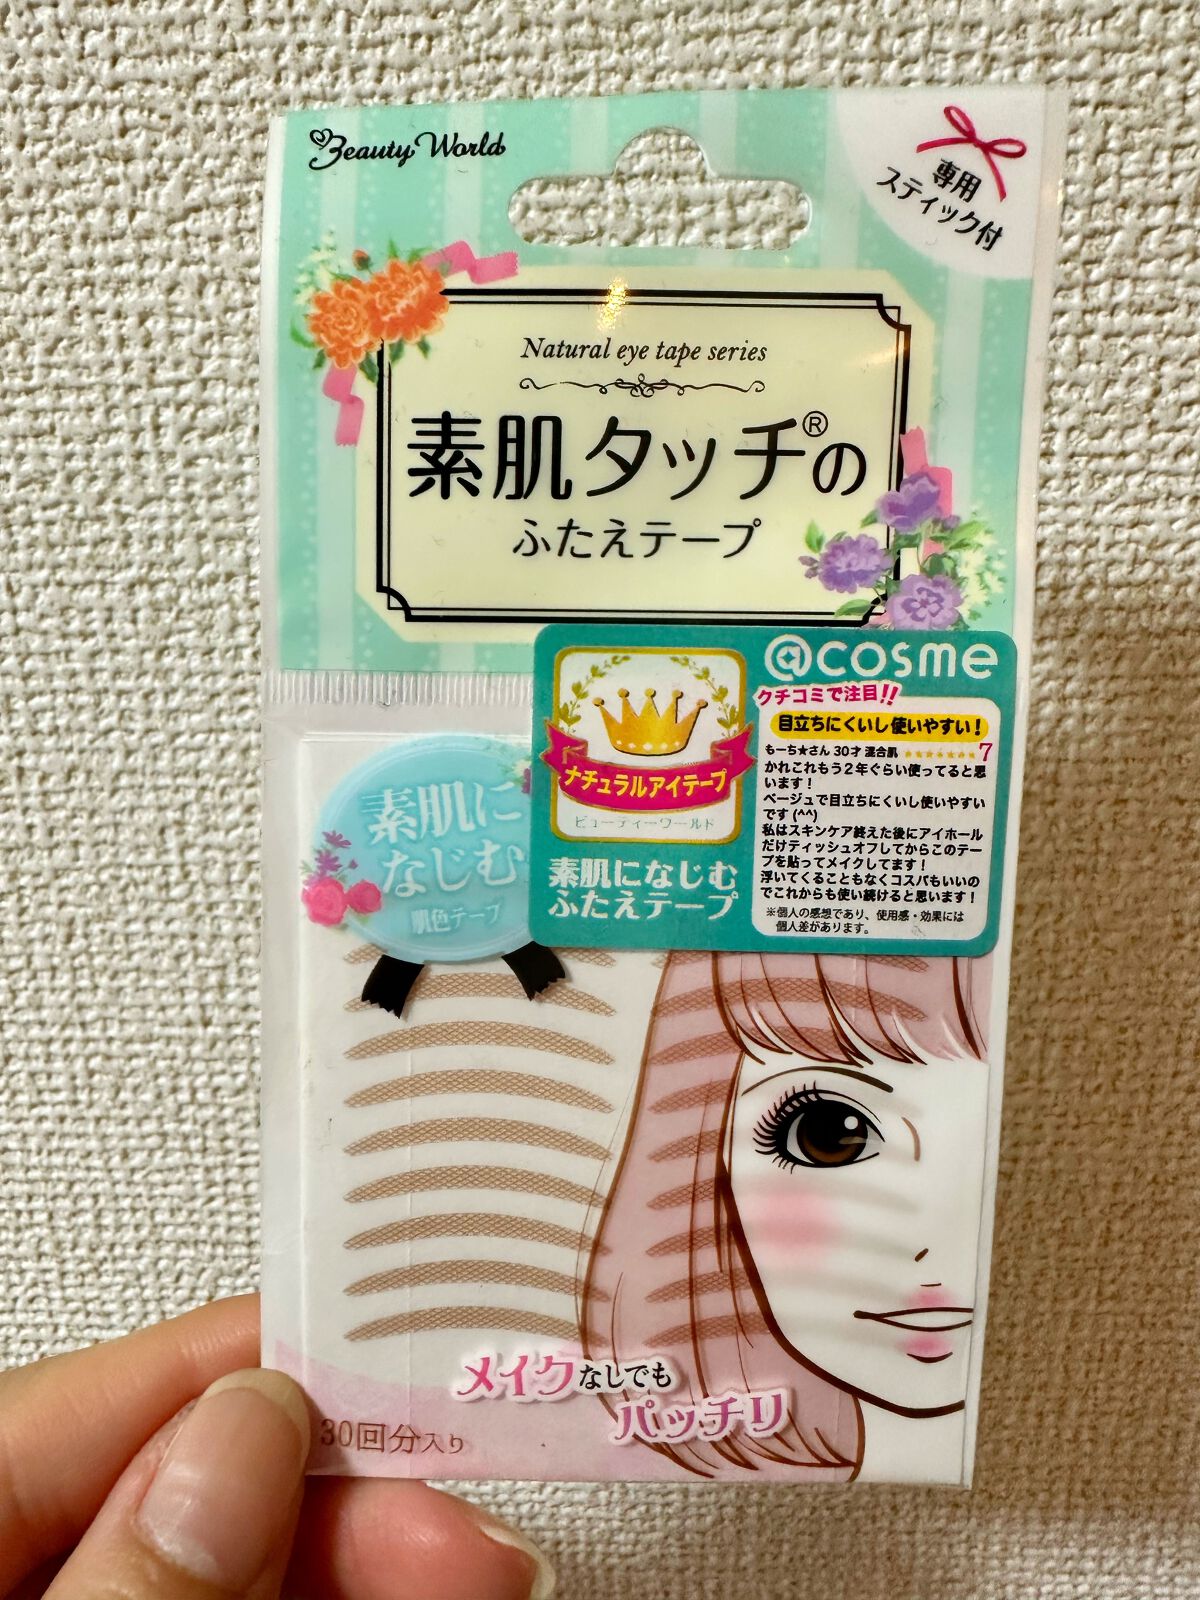 Beauty World
専用
スティック付
Natural eye tape series
素肌タッチ®の
ふたえテープ
@cosme
クチコミで注目!!
目立ちにくいし使いやすい!
もーち★さん 30才 混合肌 ★★★★★★★7
かれこれもう2年ぐらい使ってると思
います!
ベージュで目立ちにくいし使いやすい
です(^^)
私はスキンケア終えた後にアイホール
だけティッシュオフしてからこのテー
プを貼ってメイクしてます!
浮いてくることもなくコスパもいいの
でこれからも使い続けると思います!
※個人の感想であり、使用感・効果には
個人差があります。
ナチュラルアイテープ
ビューティーワールド
素肌になじむ
ふたえテープ
素肌に
なじむ
肌色テープ
メイクなしでも
パッチリ
30回分入り